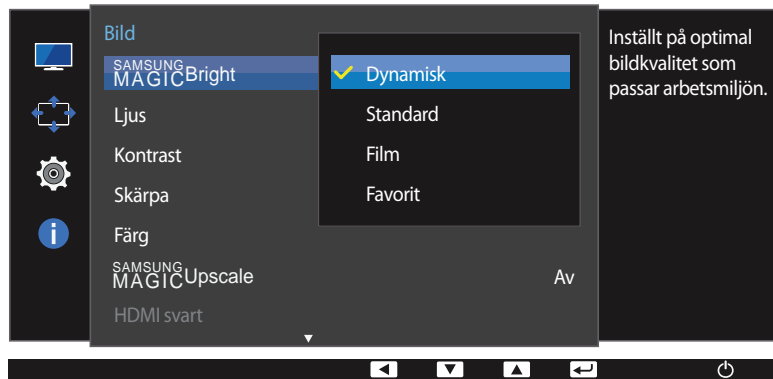 Bild
SAMSUNG
MAGICBright
Ljus
Kontrast
Skärpa
Färg
SAMSUNG
MAGICUpscale
Av
HDMI svart
Dynamisk
Standard
Film
Favorit
Inställt på optimal
bildkvalitet som
passar arbetsmiljön.